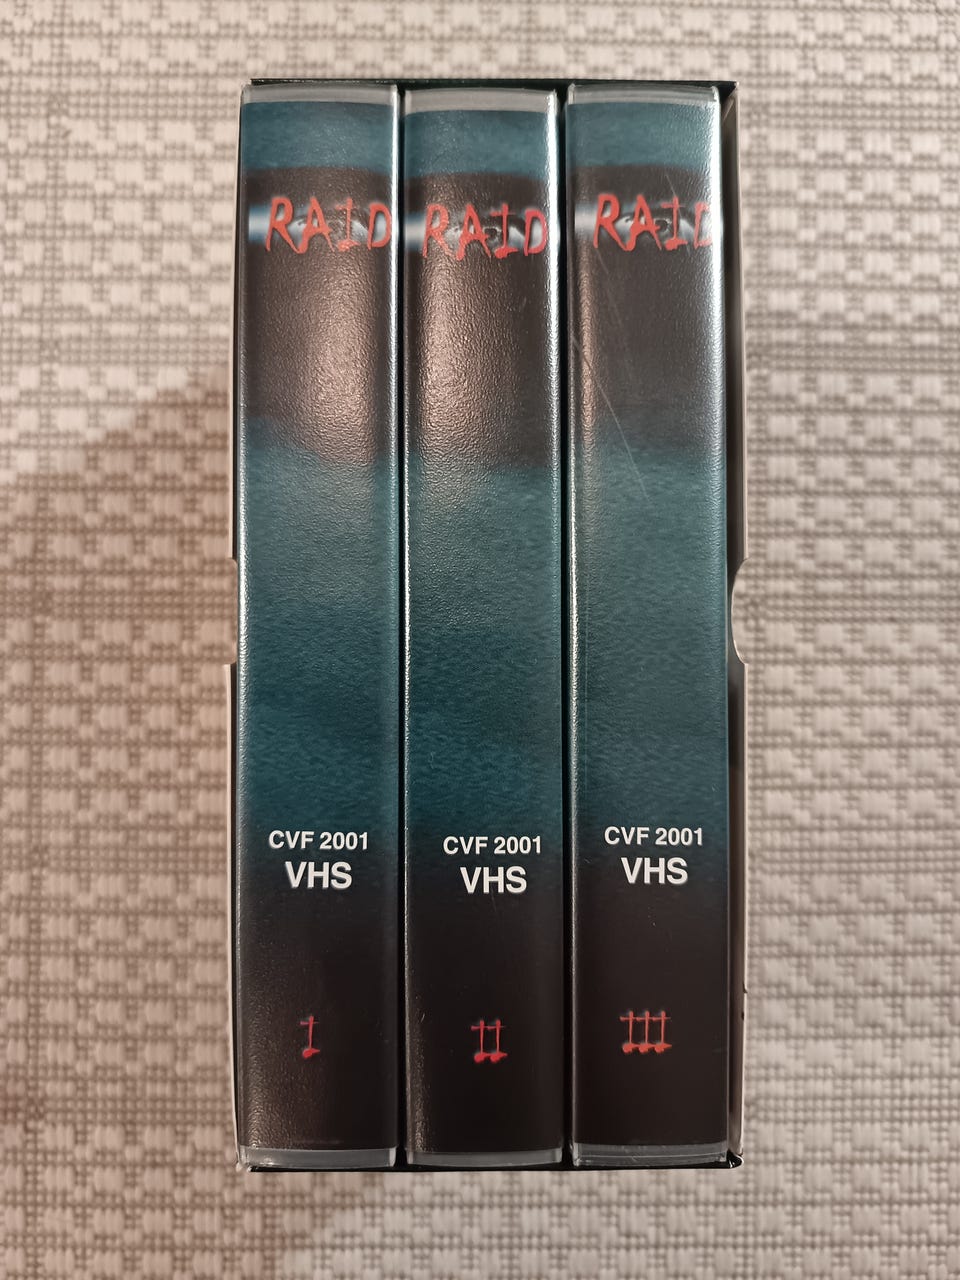 RAID
CVF 2001
VHS
I
RAID
CVF 2001
VHS
II
RAID
CVF 2001
VHS
III